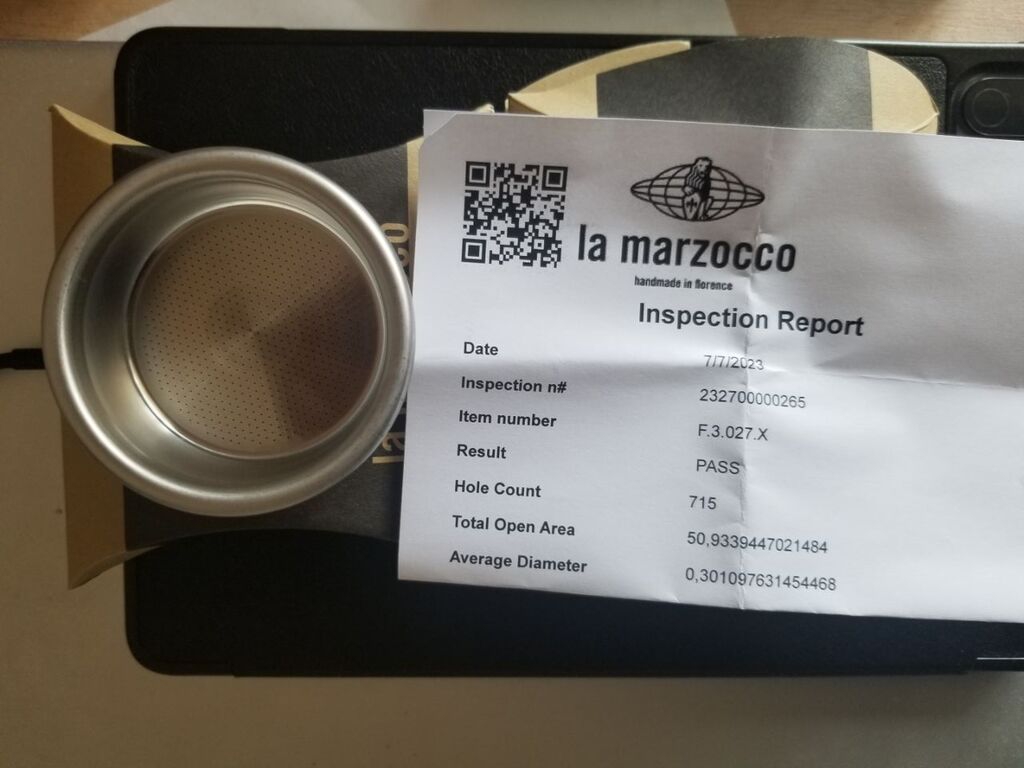 la marzocco
handmade in florence
Inspection Report
Date 7/7/2023
Inspection n# 232700000265
Item number F.3.027.X
Result PASS
Hole Count 715
Total Open Area 50,9339447021484
Average Diameter 0,301097631454468